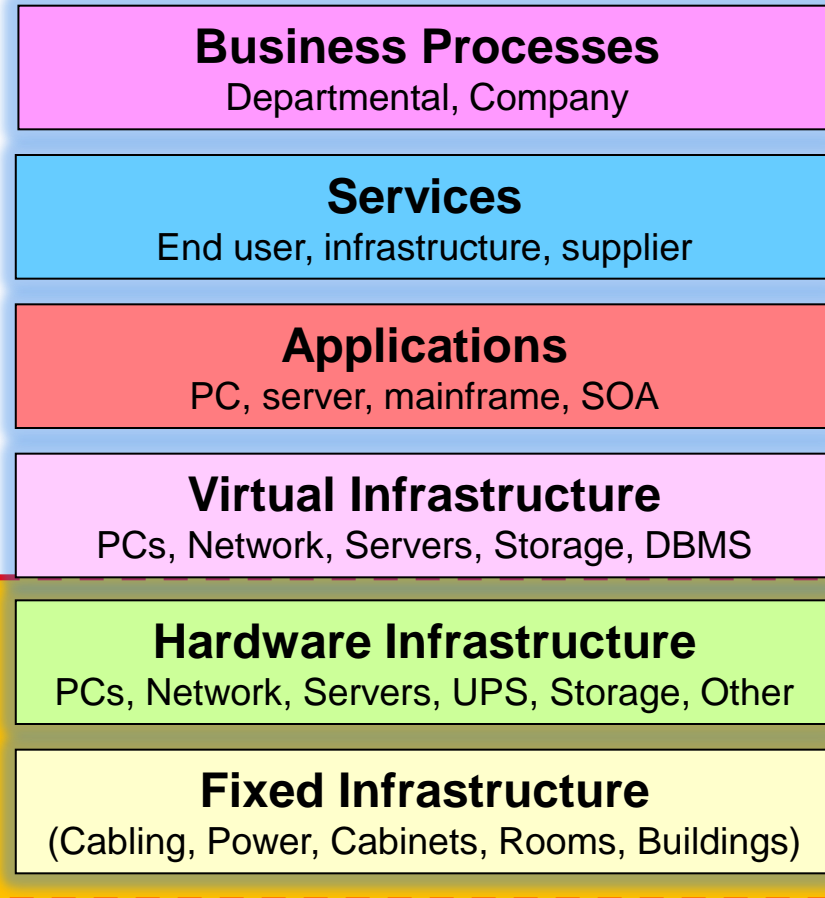 Business Processes
Departmental, Company
Services
End user, infrastructure, supplier
Applications
PC, server, mainframe, SOA
Virtual Infrastructure
PCs, Network, Servers, Storage, DBMS
Hardware Infrastructure
PCs, Network, Servers, UPS, Storage, Other
Fixed Infrastructure
(Cabling, Power, Cabinets, Rooms, Buildings)